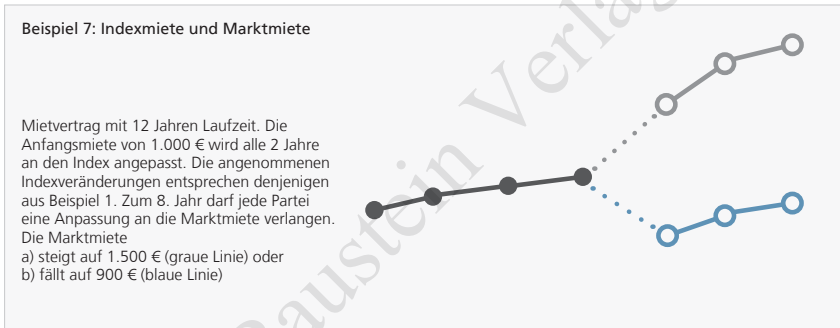 Beispiel 7: Indexmiete und Marktmiete
Mietvertrag mit 12 Jahren Laufzeit. Die
Anfangsmiete von 1.000 € wird alle 2 Jahre
an den Index angepasst. Die angenommenen
Indexveränderungen entsprechen denjenigen
aus Beispiel 1. Zum 8. Jahr darf jede Partei
eine Anpassung an die Marktmiete verlangen.
Die Marktmiete
a) steigt auf 1.500 € (graue Linie) oder
b) fällt auf 900 € (blaue Linie)
Baustein Verlag